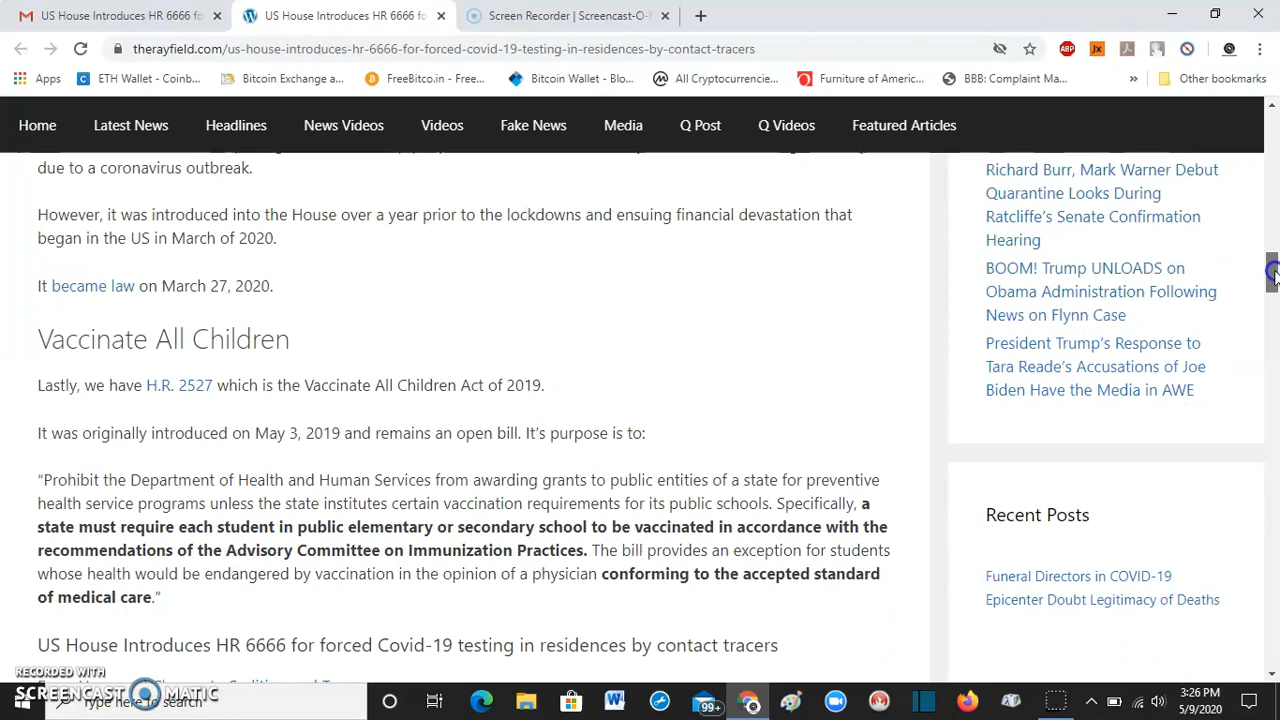 US House Introduces HR 6666 fo
US House Introduces HR 6666 fo
Screen Recorder | Screencast-O-
therayfield.com/us-house-introduces-hr-6666-for-forced-covid-19-testing-in-residences-by-contact-tracers
Apps ETH Wallet - Coinb... Bitcoin Exchange a... FreeBitco.in - Free... Bitcoin Wallet - Blo... All Cryptocurrencie... Furniture of Americ... BBB: Complaint Ma... » Other bookmarks
Home Latest News Headlines News Videos Videos Fake News Media Q Post Q Videos Featured Articles
due to a coronavirus outbreak.
However, it was introduced into the House over a year prior to the lockdowns and ensuing financial devastation that
began in the US in March of 2020.
It became law on March 27, 2020.
Vaccinate All Children
Lastly, we have H.R. 2527 which is the Vaccinate All Children Act of 2019.
It was originally introduced on May 3, 2019 and remains an open bill. It's purpose is to:
“Prohibit the Department of Health and Human Services from awarding grants to public entities of a state for preventive
health service programs unless the state institutes certain vaccination requirements for its public schools. Specifically, a
state must require each student in public elementary or secondary school to be vaccinated in accordance with the
recommendations of the Advisory Committee on Immunization Practices. The bill provides an exception for students
whose health would be endangered by vaccination in the opinion of a physician conforming to the accepted standard
of medical care.”
US House Introduces HR 6666 for forced Covid-19 testing in residences by contact tracers
Richard Burr, Mark Warner Debut
Quarantine Looks During
Ratcliffe's Senate Confirmation
Hearing
BOOM! Trump UNLOADS on
Obama Administration Following
News on Flynn Case
President Trump's Response to
Tara Reade's Accusations of Joe
Biden Have the Media in AWE
Recent Posts
Funeral Directors in COVID-19
Epicenter Doubt Legitimacy of Deaths
RECORDED WITH
SCREENCAST MATIC
Type here to search
99+
3:26 PM
5/9/2020